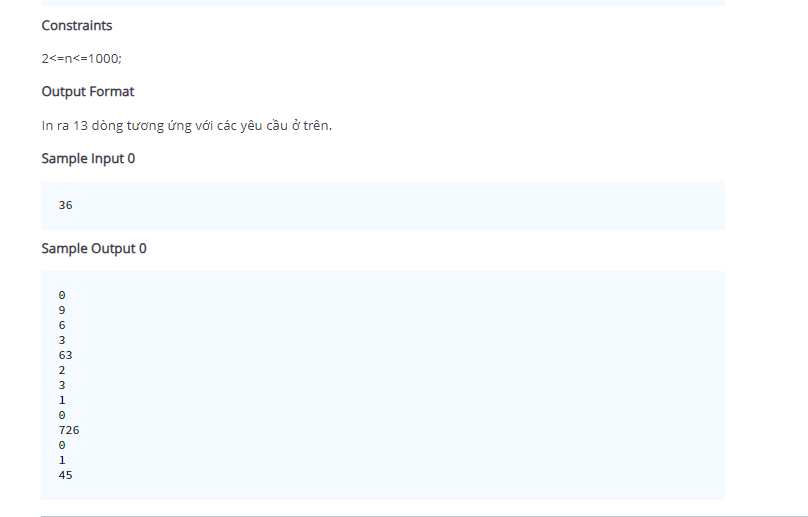 Constraints
2<=n<=1000;
Output Format
In ra 13 dòng tương ứng với các yêu cầu ở trên.
Sample Input 0
36
Sample Output 0
0
9
6
3
63
2
3
1
0
726
0
1
45